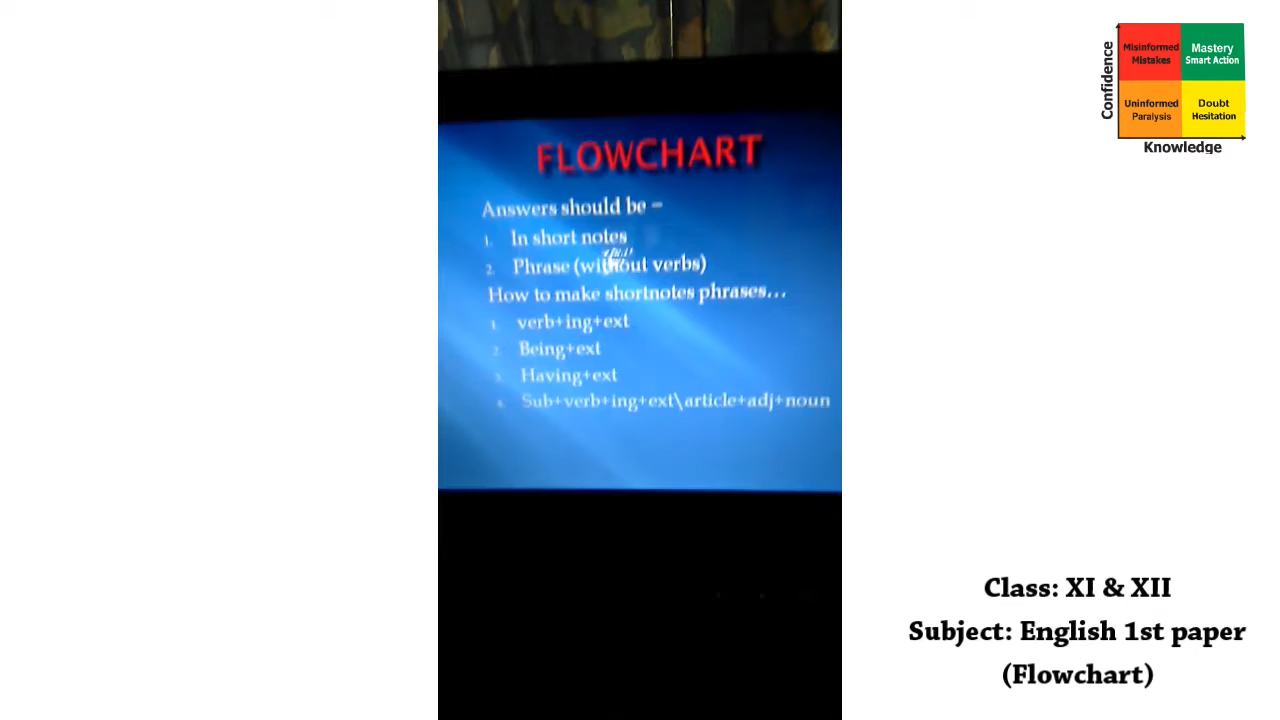 FLOWCHART
Answers should be –
1. In short notes
2. Phrase (without verbs)
How to make shortnotes phrases...
1. verb+ing+ext
2. Being+ext
3. Having+ext
4. Sub+verb+ing+ext\article+adj+noun
Confidence
Misinformed
Mistakes
Mastery
Smart Action
Uninformed
Paralysis
Doubt
Hesitation
Knowledge
Class: XI & XII
Subject: English 1st paper
(Flowchart)